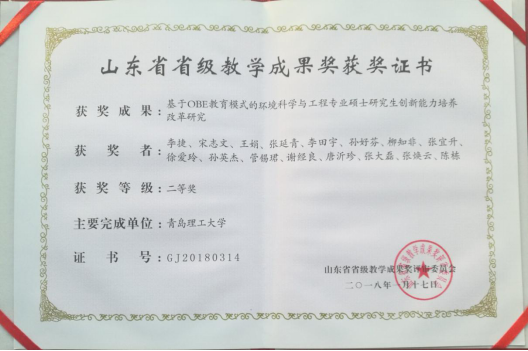 山东省省级教学成果奖获奖证书
获奖成果：基于OBE教育模式的环境科学与工程专业硕士研究生创新能力培养
改革研究
获奖者：李捷、宋志文、王娟、张延青、李田宇、孙好芬、柳知非、张宜升、
徐爱玲、孙英杰、管锡珺、谢经良、唐沂珍、张大磊、张焕云、陈栋
获奖等级：二等奖
主要完成单位：青岛理工大学
证书号：GJ20180314
山东省省级教学成果奖评审委员会
二〇一八年一月十七日